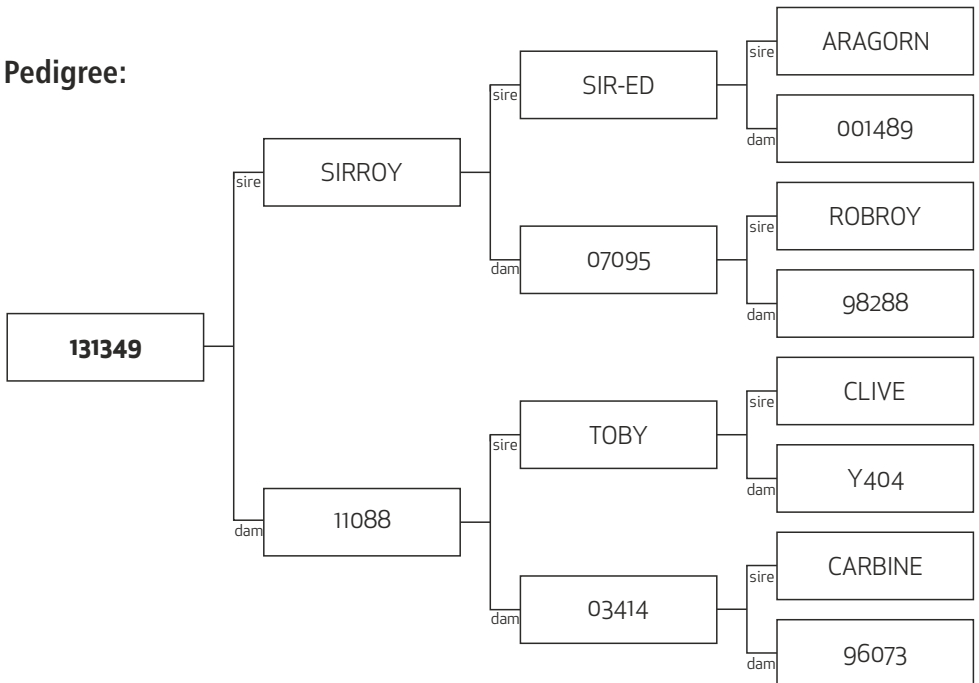 Pedigree:
131349
sire
SIRROY
dam
11088
sire
SIR-ED
dam
07095
sire
TOBY
dam
03414
sire
ARAGORN
dam
001489
sire
ROBROY
dam
98288
sire
CLIVE
dam
Y404
sire
CARBINE
dam
96073